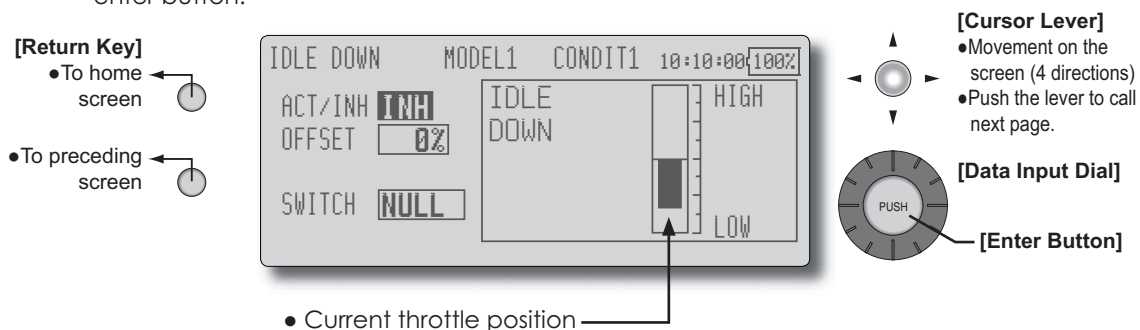 enter button.
[Return Key]
●To home
screen
●To preceding
screen
IDLE DOWN MODEL1 CONDIT1 10:10:00 100%
ACT/INH INH
OFFSET 0%
SWITCH NULL
IDLE
DOWN
HIGH
LOW
● Current throttle position
[Cursor Lever]
●Movement on the
screen (4 directions)
●Push the lever to call
next page.
[Data Input Dial]
PUSH
[Enter Button]